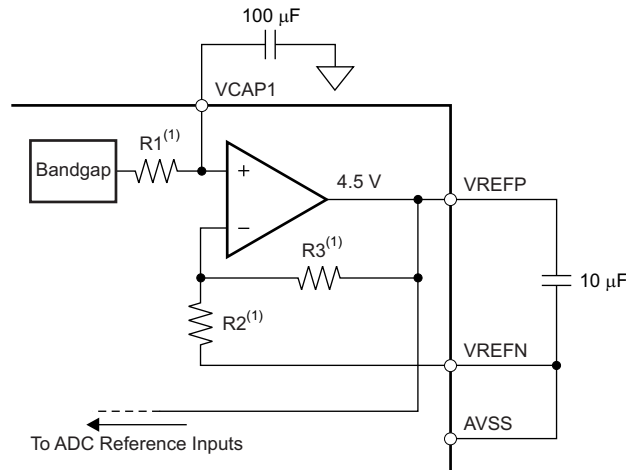 100 μF
VCAP1
R1(1)
Bandgap
+
4.5 V
VREFP
−
R3(1)
10 μF
R2(1)
VREFN
AVSS
To ADC Reference Inputs